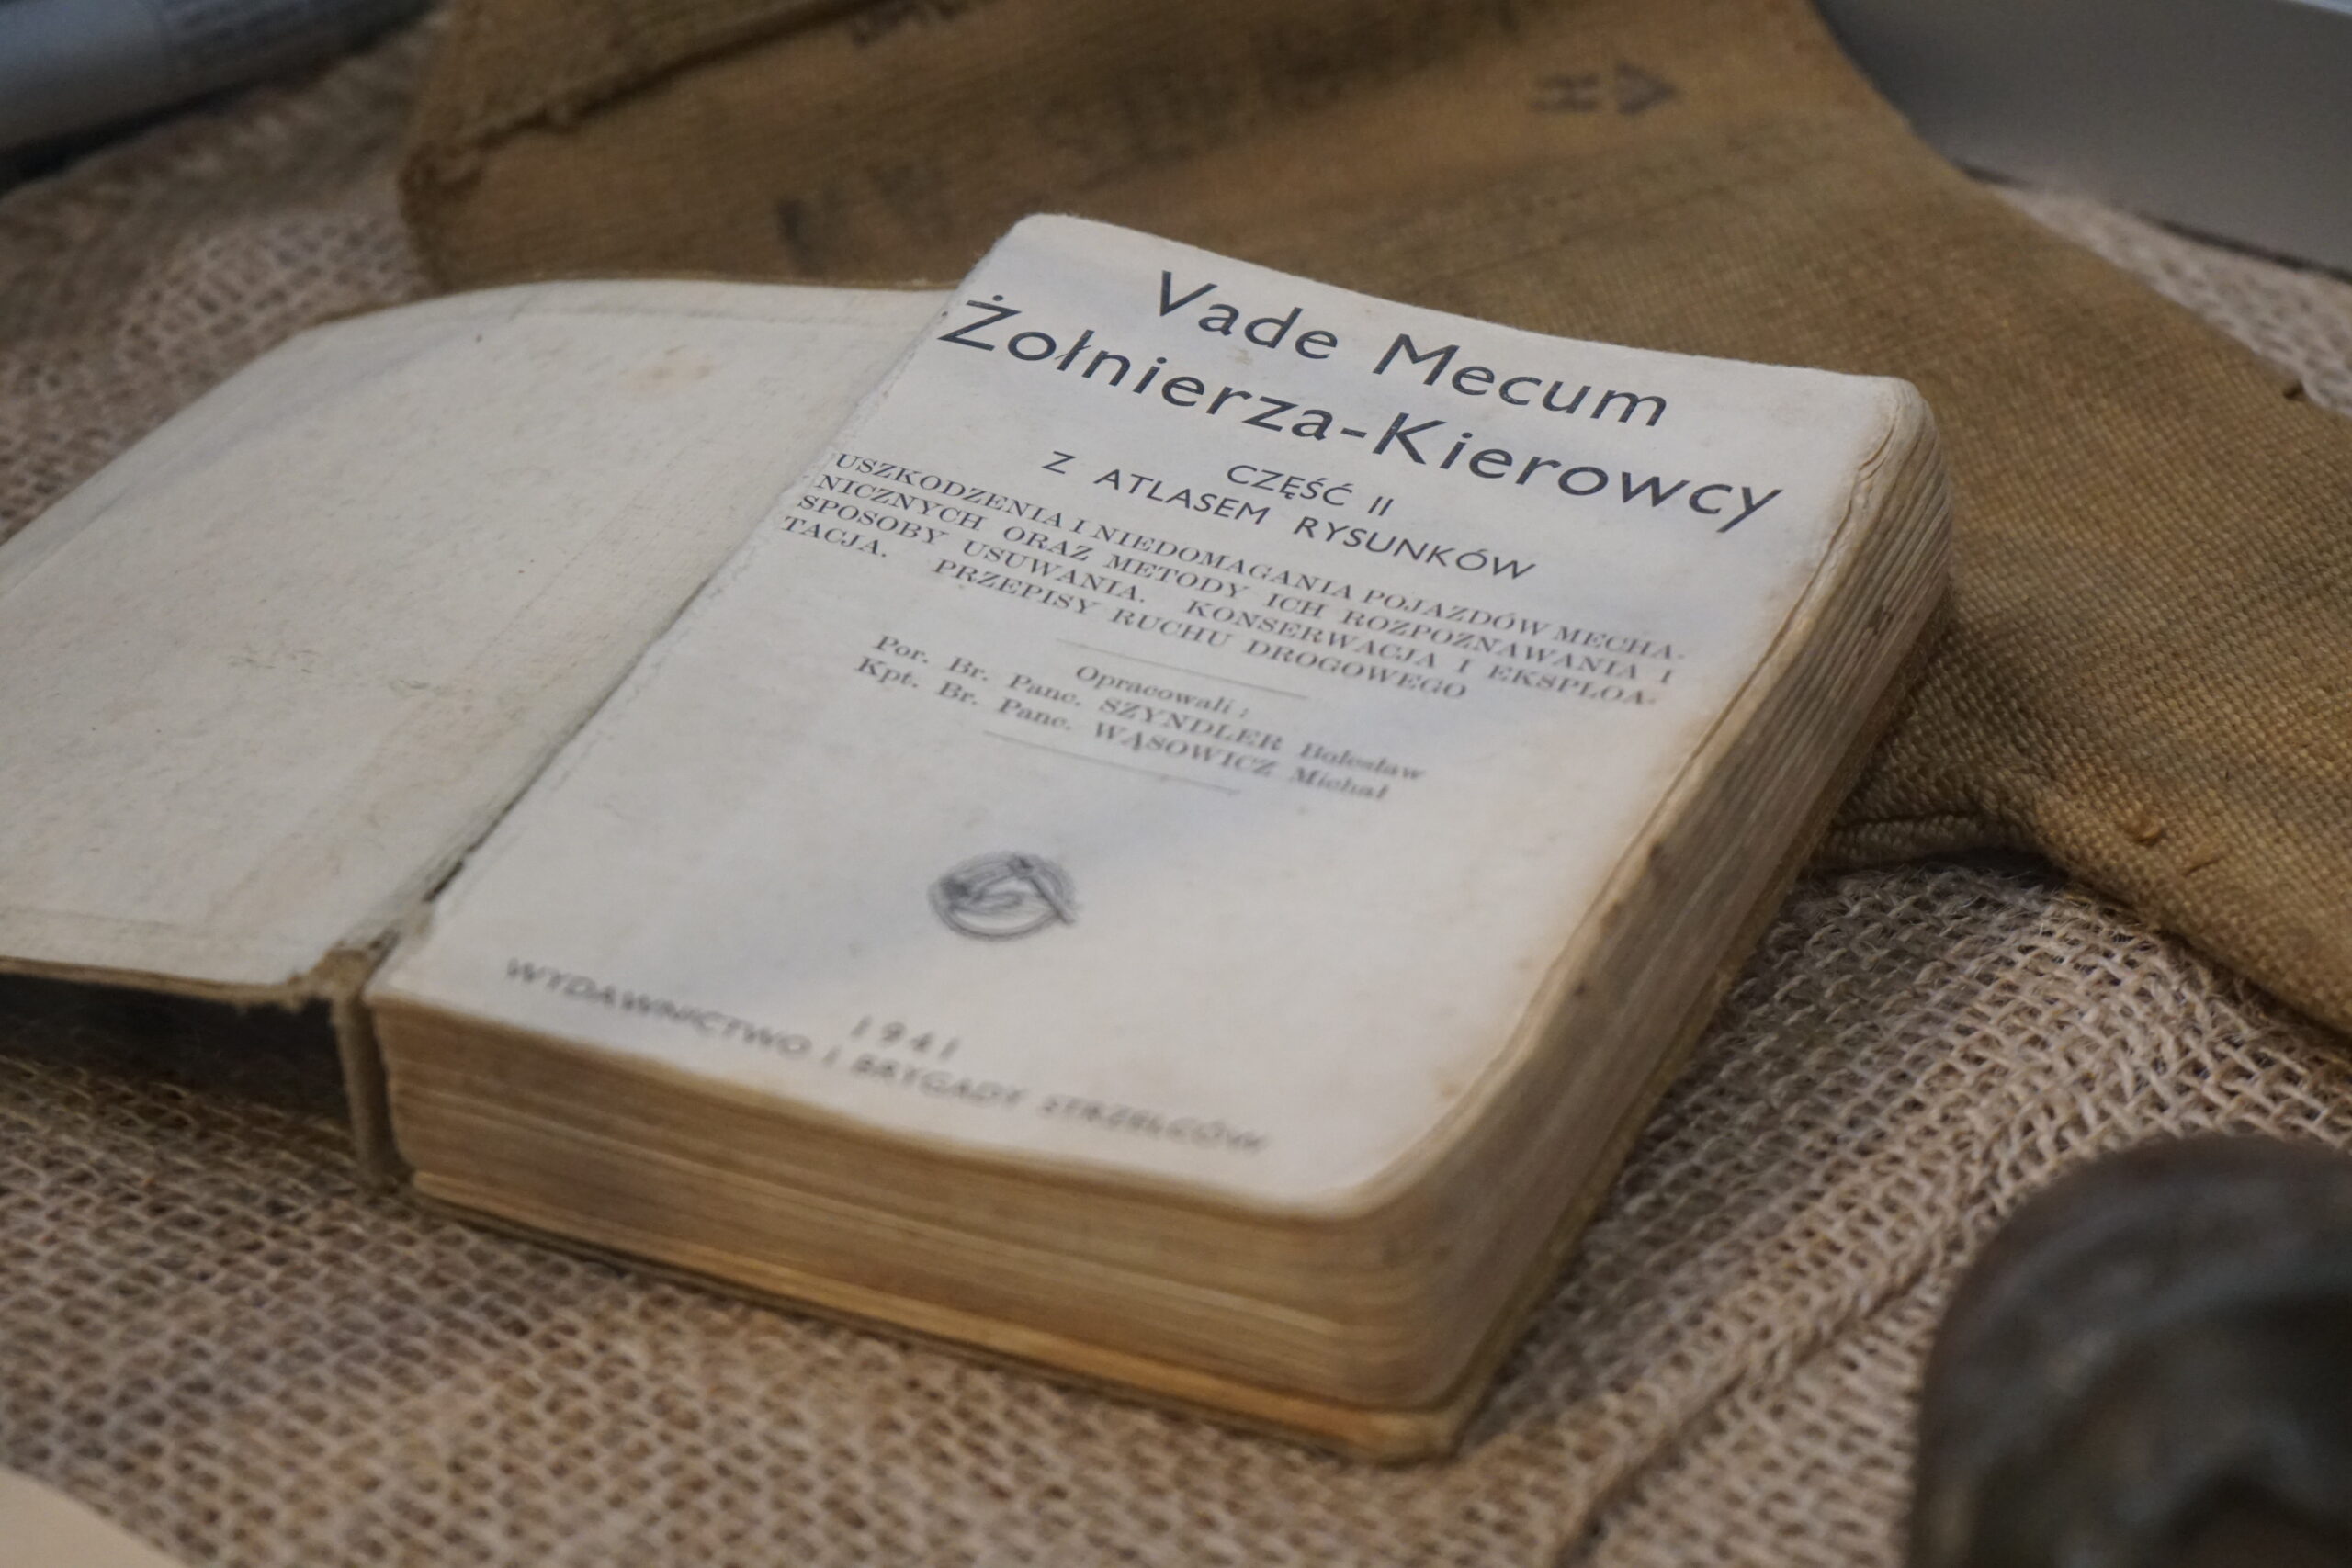 Vade Mecum
Żołnierza-Kierowcy
CZĘŚĆ II
Z ATLASEM RYSUNKÓW
USZKODZENIA I NIEDOMAGANIA POJAZDÓW MECHA-
NICZNYCH ORAZ METODY ICH ROZPOZNAWANIA I
SPOSOBY USUWANIA. KONSERWACJA I EKSPLOA-
TACJA. PRZEPISY RUCHU DROGOWEGO
Opracowali :
Por. Br. Panc. SZYNDLER Bolesław
Kpt. Br. Panc. WĄSOWICZ Michał
1941
WYDAWNICTWO I BRYGADY STRZELCÓW
H